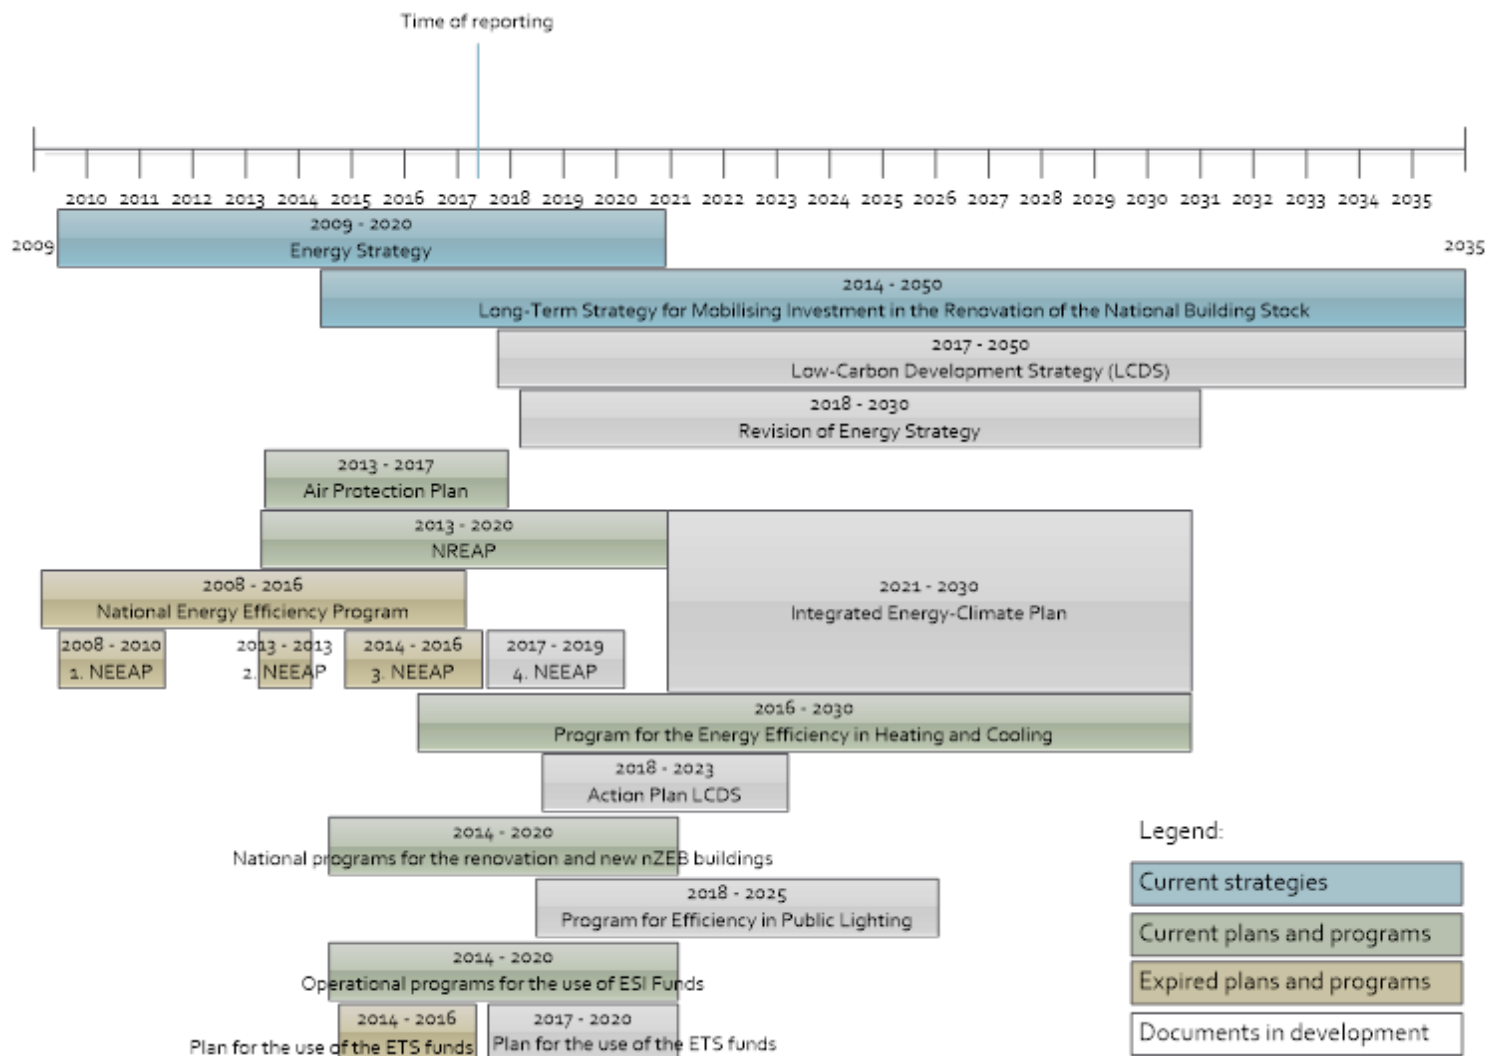 Time of reporting
2010 2011 2012 2013 2014 2015 2016 2017 2018 2019 2020 2021 2022 2023 2024 2025 2026 2027 2028 2029 2030 2031 2032 2033 2034 2035
2009
2035
2009 - 2020
Energy Strategy
2014 - 2050
Long-Term Strategy for Mobilising Investment in the Renovation of the National Building Stock
2017 - 2050
Low-Carbon Development Strategy (LCDS)
2018 - 2030
Revision of Energy Strategy
2013 - 2017
Air Protection Plan
2013 - 2020
NREAP
2021 - 2030
Integrated Energy-Climate Plan
2008 - 2016
National Energy Efficiency Program
2008 - 2010
1. NEEAP
2013 - 2013
2. NEEAP
2014 - 2016
3. NEEAP
2017 - 2019
4. NEEAP
2016 - 2030
Program for the Energy Efficiency in Heating and Cooling
2018 - 2023
Action Plan LCDS
2014 - 2020
National programs for the renovation and new nZEB buildings
2018 - 2025
Program for Efficiency in Public Lighting
2014 - 2020
Operational programs for the use of ESI Funds
2014 - 2016
Plan for the use of the ETS funds
2017 - 2020
Plan for the use of the ETS funds
Legend:
Current strategies
Current plans and programs
Expired plans and programs
Documents in development